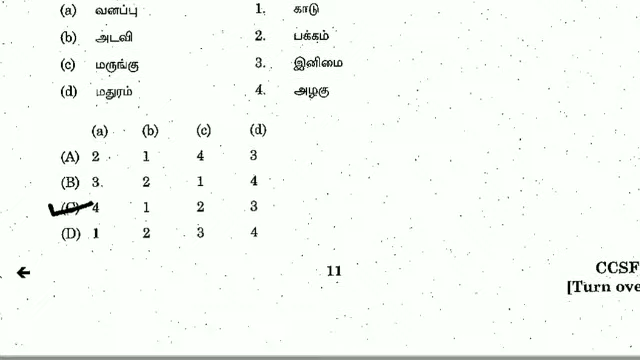 (a) வனப்பு 1. காடு
(b) அடவி 2. பக்கம்
(c) மருங்கு 3. இனிமை
(d) மதுரம் 4. அழகு
(a) (b) (c) (d)
(A) 2 1 4 3
(B) 3 2 1 4
(C) 4 1 2 3
(D) 1 2 3 4
← 11 CCSF
[Turn ove